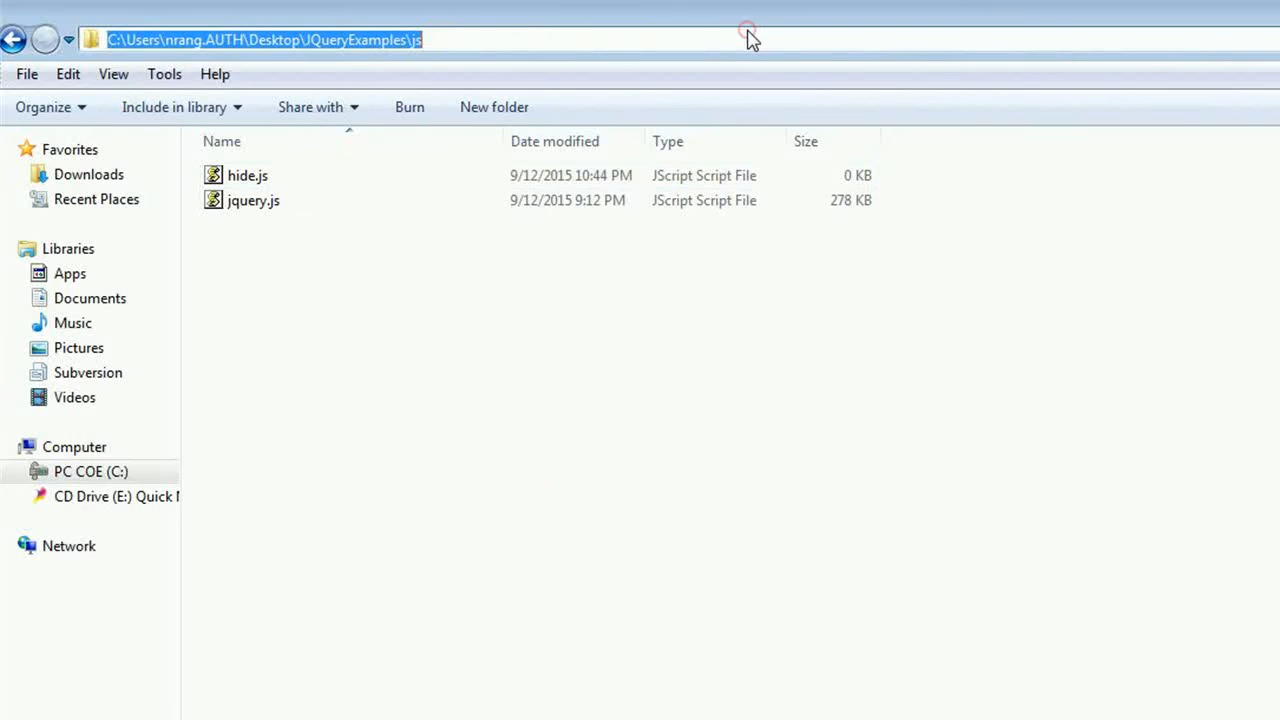 C:\Users\nrang.AUTH\Desktop\JQueryExamples\js
File Edit View Tools Help
Organize Include in library Share with Burn New folder
Name Date modified Type Size
hide.js 9/12/2015 10:44 PM JScript Script File 0 KB
jquery.js 9/12/2015 9:12 PM JScript Script File 278 KB
Favorites
Downloads
Recent Places
Libraries
Apps
Documents
Music
Pictures
Subversion
Videos
Computer
PC COE (C:)
CD Drive (E:) Quick
Network